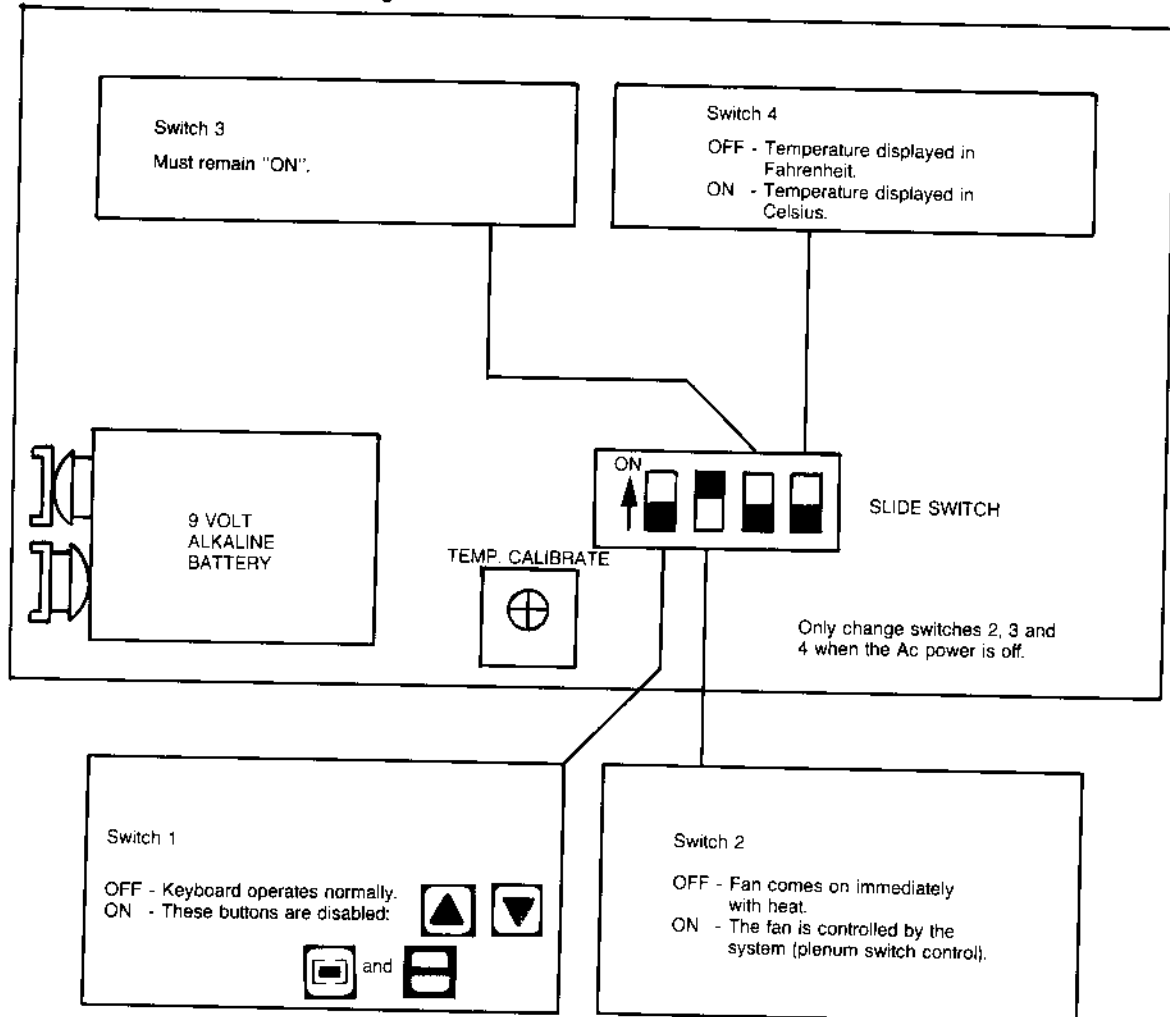 Switch 3
Must remain "ON".
Switch 4
OFF - Temperature displayed in
Fahrenheit.
ON - Temperature displayed in
Celsius.
ON
SLIDE SWITCH
9 VOLT
ALKALINE
BATTERY
TEMP. CALIBRATE
Only change switches 2, 3 and
4 when the Ac power is off.
Switch 1
OFF - Keyboard operates normally.
ON - These buttons are disabled:
and
Switch 2
OFF - Fan comes on immediately
with heat.
ON - The fan is controlled by the
system (plenum switch control).